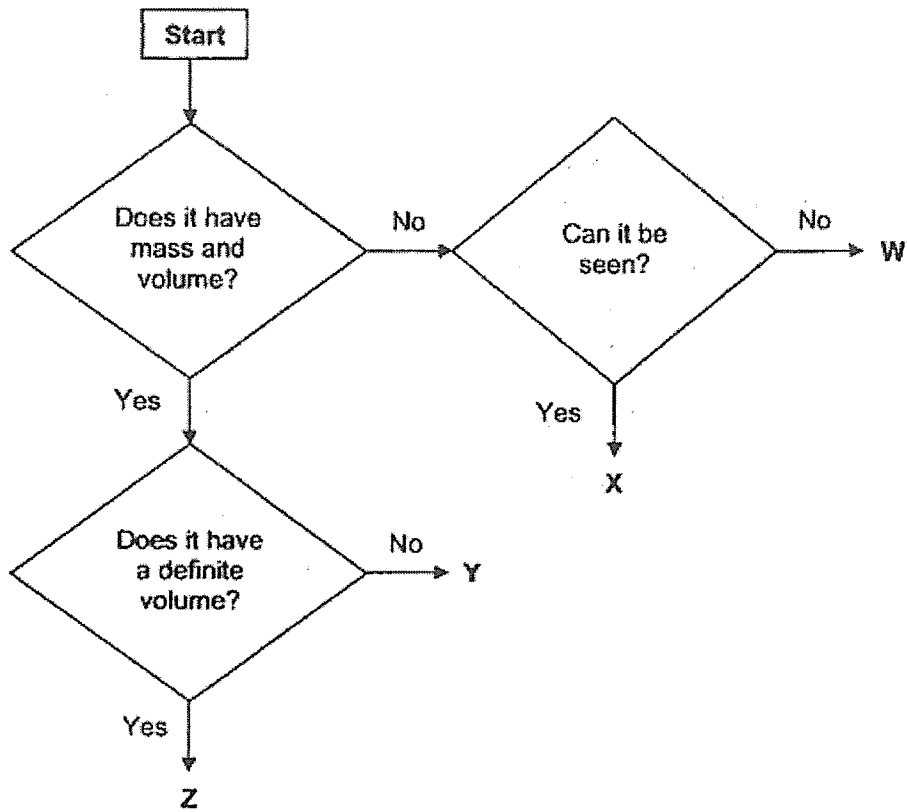 Start
Does it have
mass and
volume?
No
Can it be
seen?
No
W
Yes
Yes
X
Does it have
a definite
volume?
No
Y
Yes
Z